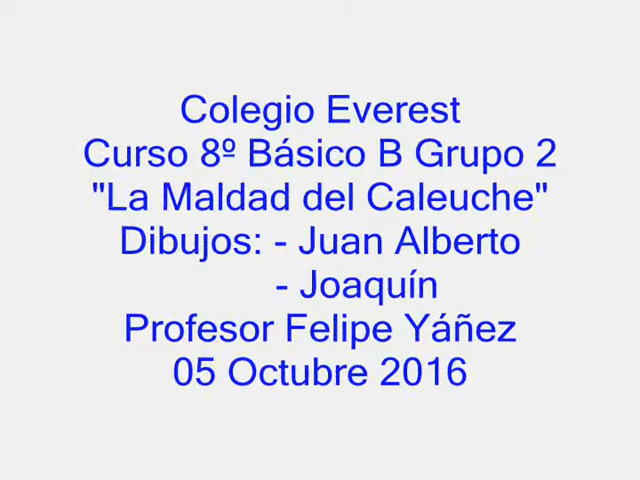 Colegio Everest
Curso 8º Básico B Grupo 2
"La Maldad del Caleuche"
Dibujos: - Juan Alberto
- Joaquín
Profesor Felipe Yáñez
05 Octubre 2016